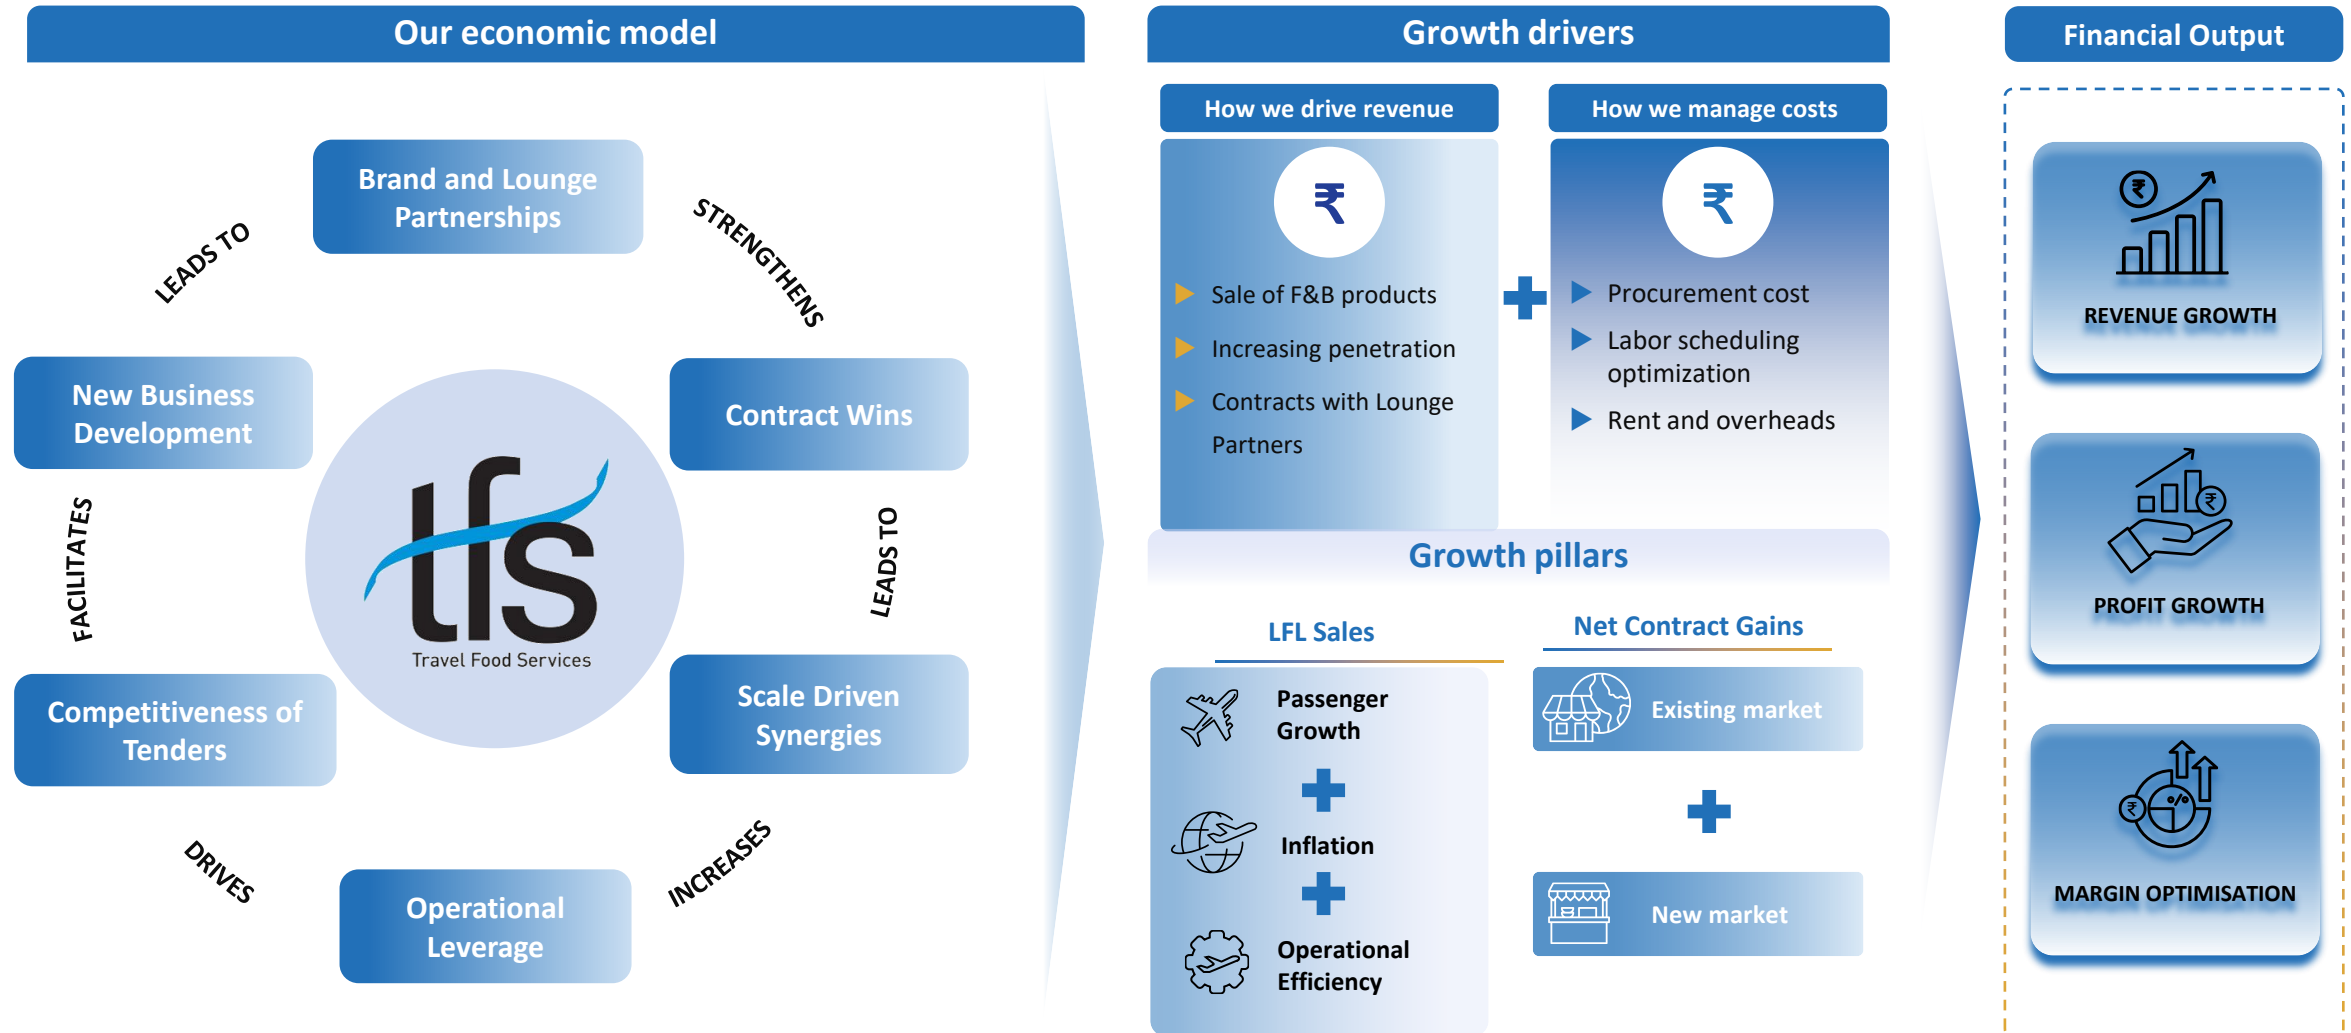 Our economic model
Brand and Lounge
Partnerships
STRENGTHENS
Contract Wins
LEADS TO
Scale Driven
Synergies
INCREASES
Operational
Leverage
DRIVES
Competitiveness of
Tenders
FACILITATES
New Business
Development
LEADS TO
tfs
Travel Food Services
Growth drivers
How we drive revenue
₹
Sale of F&B products
Increasing penetration
Contracts with Lounge
Partners
How we manage costs
₹
Procurement cost
Labor scheduling
optimization
Rent and overheads
Growth pillars
LFL Sales
Passenger
Growth
Inflation
Operational
Efficiency
Net Contract Gains
Existing market
New market
Financial Output
₹
REVENUE GROWTH
₹
PROFIT GROWTH
₹
%
MARGIN OPTIMISATION